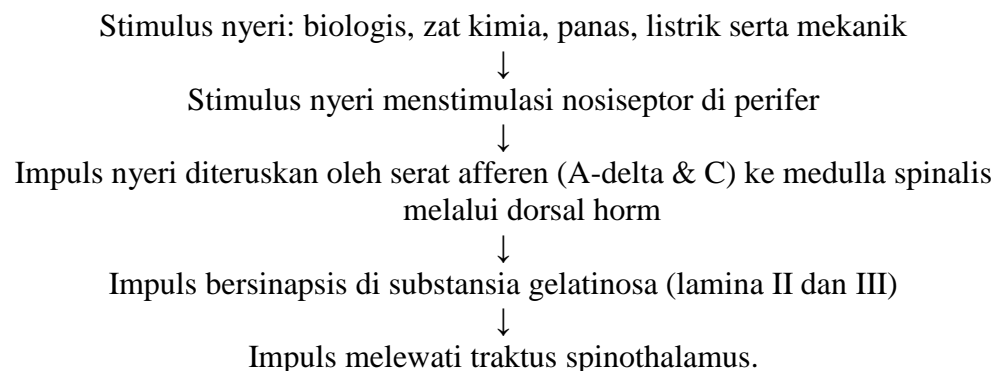 Stimulus nyeri: biologis, zat kimia, panas, listrik serta mekanik
↓
Stimulus nyeri menstimulasi nosiseptor di perifer
↓
Impuls nyeri diteruskan oleh serat afferen (A-delta & C) ke medulla spinalis
melalui dorsal horm
↓
Impuls bersinapsis di substansia gelatinosa (lamina II dan III)
↓
Impuls melewati traktus spinothalamus.